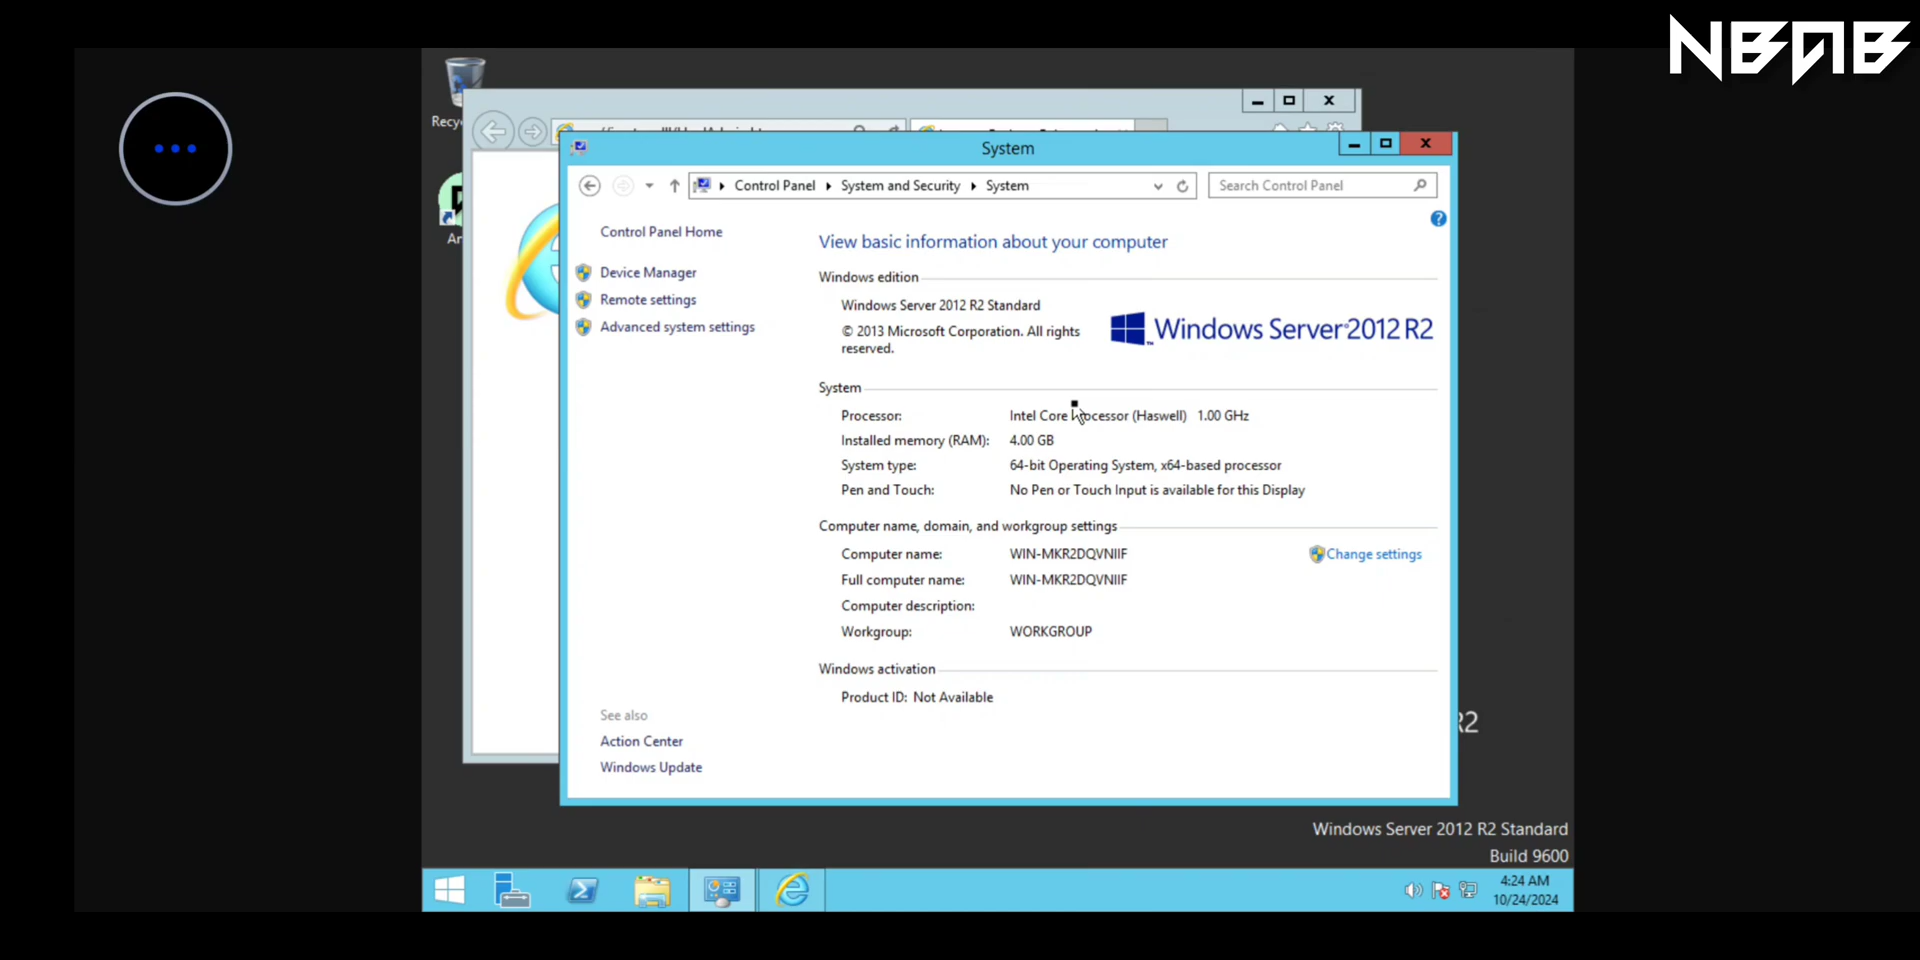 NBAB
System
Control Panel
System and Security
System
Search Control Panel
Control Panel Home
Device Manager
Remote settings
Advanced system settings
View basic information about your computer
Windows edition
Windows Server 2012 R2 Standard
© 2013 Microsoft Corporation. All rights
reserved.
Windows Server 2012 R2
System
Processor: Intel Core Processor (Haswell) 1.00 GHz
Installed memory (RAM): 4.00 GB
System type: 64-bit Operating System, x64-based processor
Pen and Touch: No Pen or Touch Input is available for this Display
Computer name, domain, and workgroup settings
Computer name: WIN-MKR2DQVNIIF
Change settings
Full computer name: WIN-MKR2DQVNIIF
Computer description:
Workgroup: WORKGROUP
Windows activation
Product ID: Not Available
See also
Action Center
Windows Update
Recy
R2
Windows Server 2012 R2 Standard
Build 9600
4:24 AM
10/24/2024